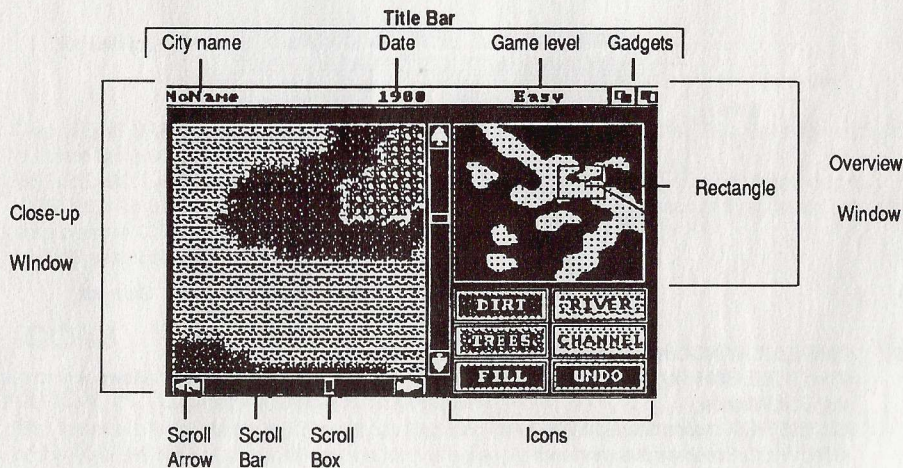 Title Bar
City name Date Game level Gadgets
NoName 1900 Easy
Overview
Window
Rectangle
Close-up
WIndow
DIRT RIVER
TREES CHANNEL
FILL UNDO
Scroll
Arrow
Scroll
Bar
Scroll
Box
Icons